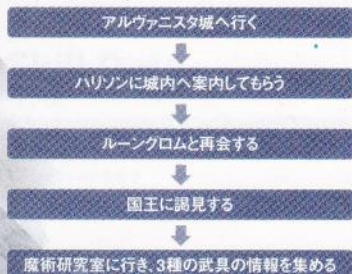 アルヴァニスタ城へ行く
ハリソンに城内へ案内してもらう
ルーングロムと再会する
国王に謁見する
魔術研究室に行き、3種の武具の情報を集める